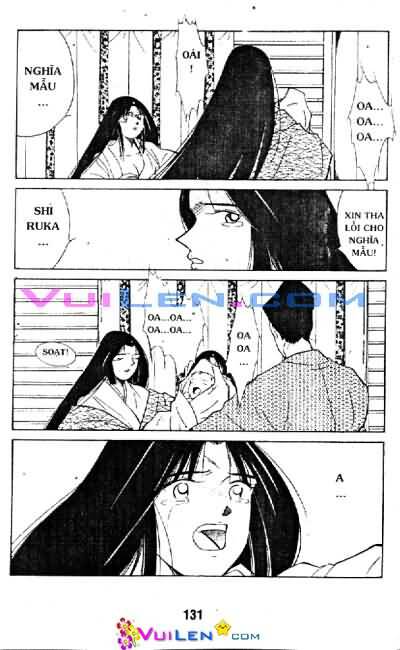 NGHĨA
MẪU
...
OÁI
!
OA...
OA...
OA...
SHI
RUKA
...
XIN THA
LỖI CHO
NGHĨA
MẪU!
VuiLen.com
OA...OA..."
OA...OA...
OA
OA
...
SOẠT!
A
...
131
VuiLen.com